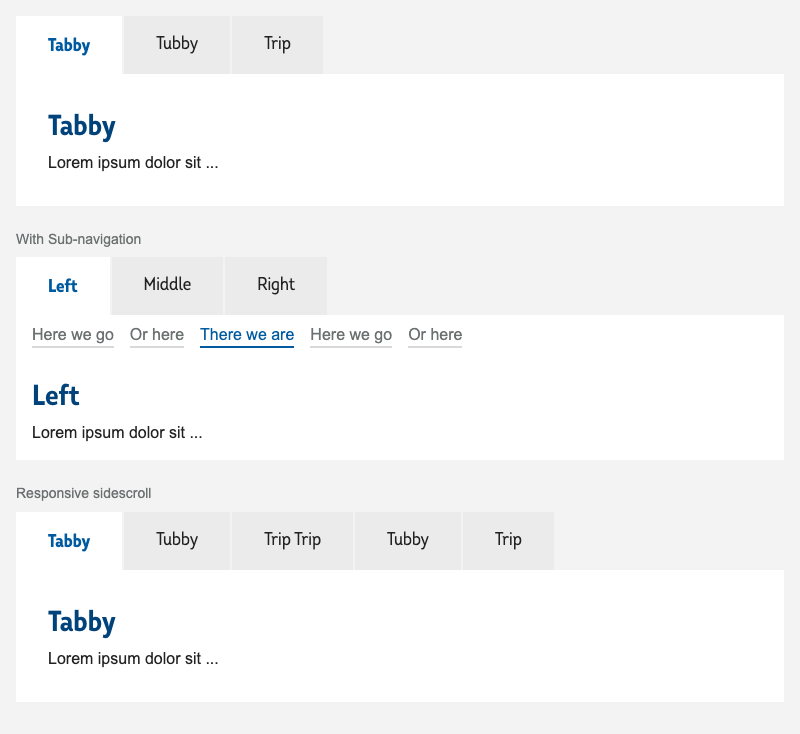 Tabby Tubby Trip
Tabby
Lorem ipsum dolor sit ...
With Sub-navigation
Left Middle Right
Here we go Or here There we are Here we go Or here
Left
Lorem ipsum dolor sit ...
Responsive sidescroll
Tabby Tubby Trip Trip Tubby Trip
Tabby
Lorem ipsum dolor sit ...